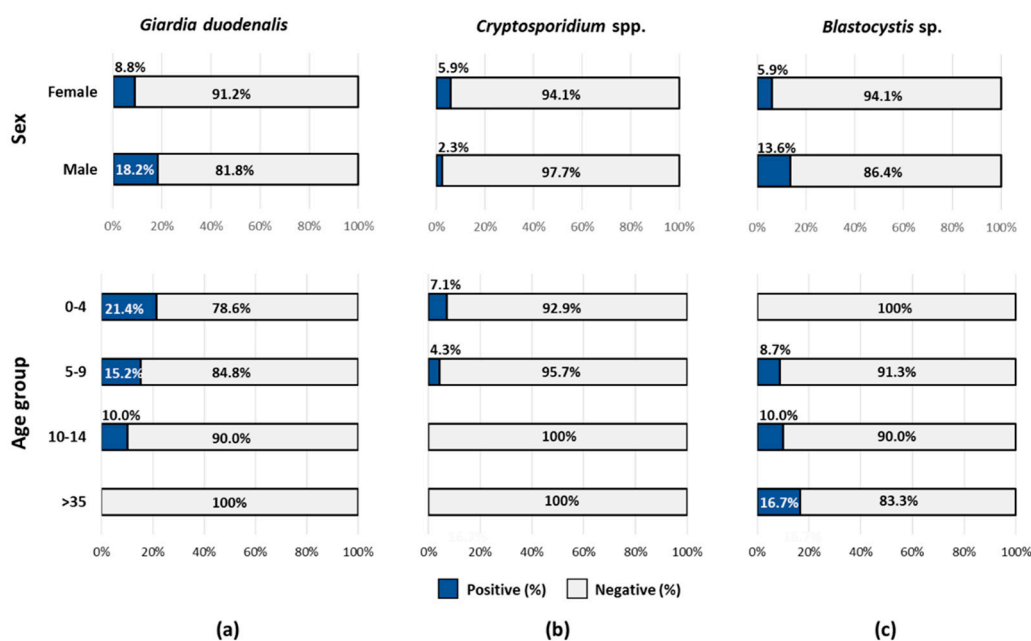 Giardia duodenalis
Cryptosporidium spp.
Blastocystis sp.
Sex
Female
8.8%
91.2%
5.9%
94.1%
5.9%
94.1%
Male
18.2%
81.8%
2.3%
97.7%
13.6%
86.4%
0% 20% 40% 60% 80% 100%
0% 20% 40% 60% 80% 100%
0% 20% 40% 60% 80% 100%
Age group
0-4
21.4%
78.6%
7.1%
92.9%
100%
5-9
15.2%
84.8%
4.3%
95.7%
8.7%
91.3%
10-14
10.0%
90.0%
100%
10.0%
90.0%
>35
100%
100%
16.7%
83.3%
0% 20% 40% 60% 80% 100%
0% 20% 40% 60% 80% 100%
0% 20% 40% 60% 80% 100%
Positive (%) Negative (%)
(a) (b) (c)